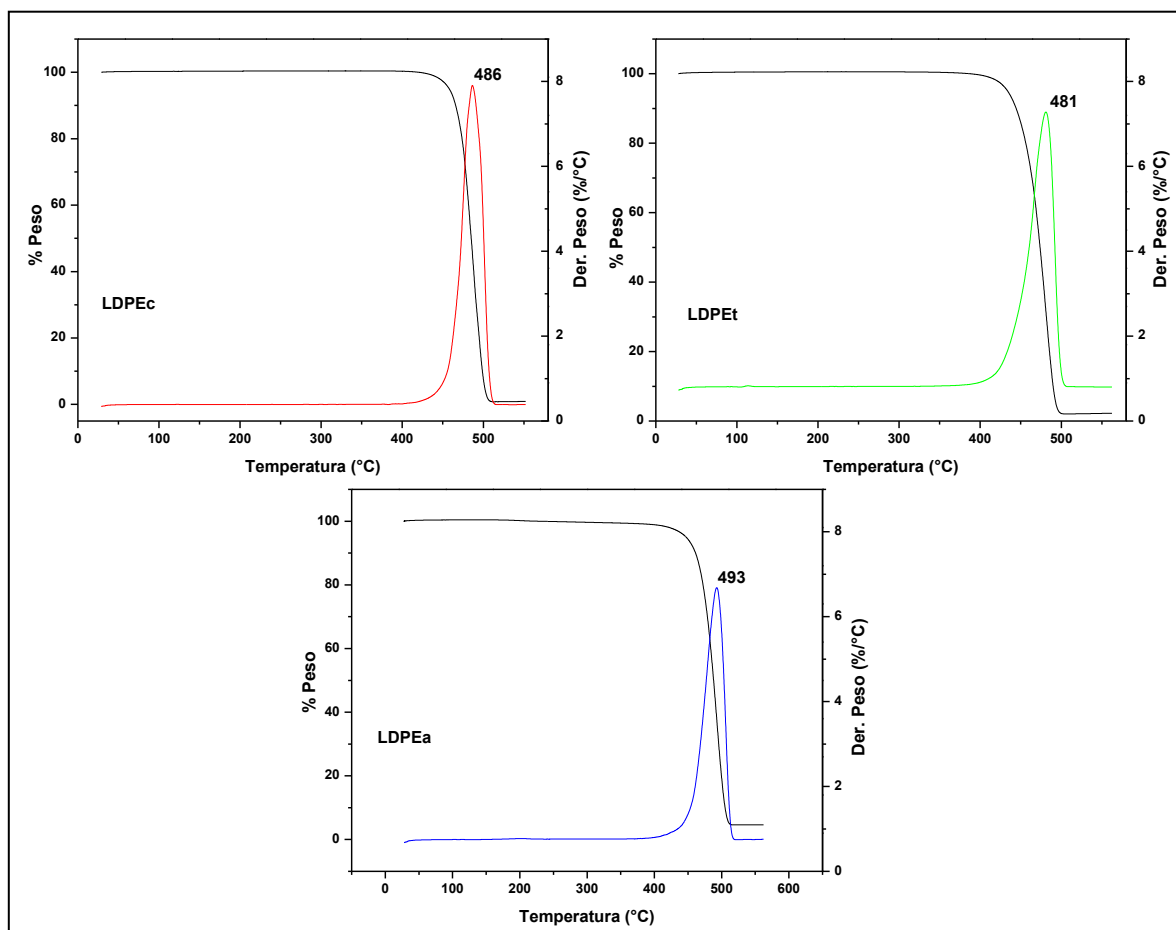 486
100
80
60
40
20
0
% Peso
8
6
4
2
0
Der. Peso (%/°C)
LDPEc
0 100 200 300 400 500
Temperatura (°C)
481
100
80
60
40
20
0
% Peso
8
6
4
2
0
Der. Peso (%/°C)
LDPEt
0 100 200 300 400 500
Temperatura (°C)
493
100
80
60
40
20
0
% Peso
8
6
4
2
0
Der. Peso (%/°C)
LDPEa
0 100 200 300 400 500 600
Temperatura (°C)